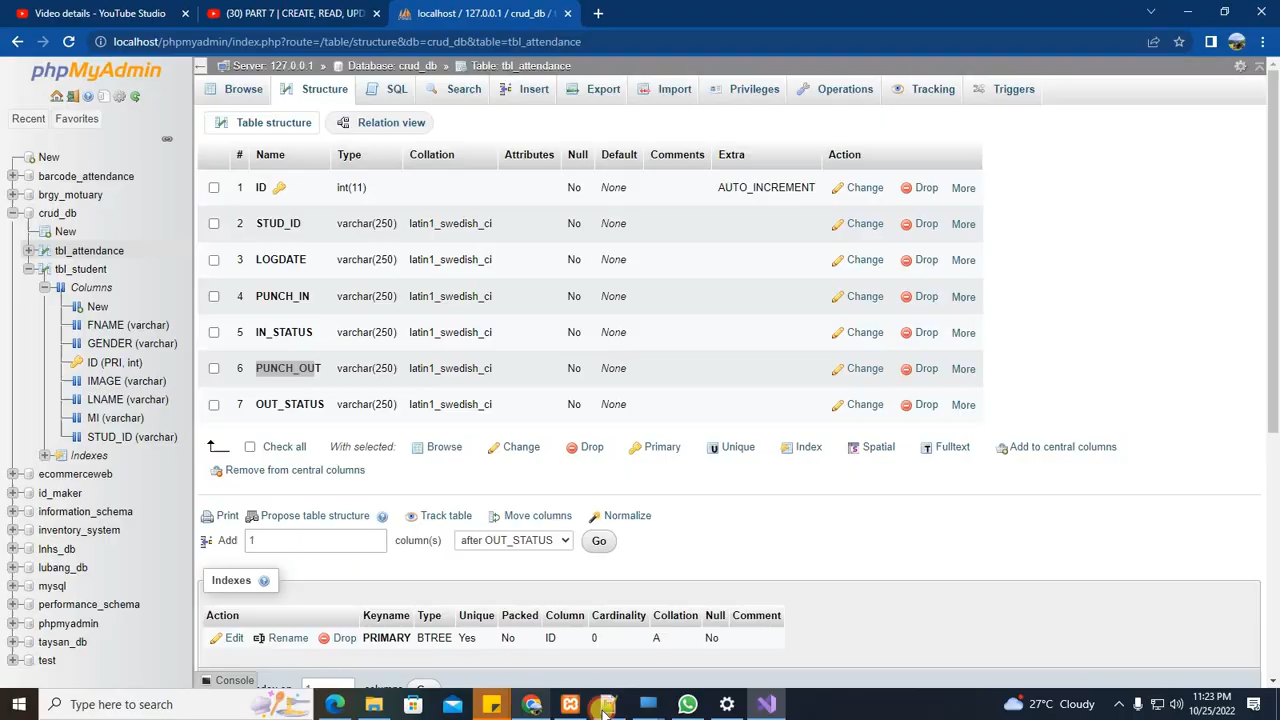 Video details - YouTube Studio
(30) PART 7 | CREATE, READ, UPD
localhost / 127.0.0.1 / crud_db / t
localhost/phpmyadmin/index.php?route=/table/structure&db=crud_db&table=tbl_attendance
phpMyAdmin
Recent Favorites
New
barcode_attendance
brgy_motuary
crud_db
New
tbl_attendance
tbl_student
Columns
New
FNAME (varchar)
GENDER (varchar)
ID (PRI, int)
IMAGE (varchar)
LNAME (varchar)
MI (varchar)
STUD_ID (varchar)
Indexes
ecommerceweb
id_maker
information_schema
inventory_system
lnhs_db
lubang_db
mysql
performance_schema
phpmyadmin
taysan_db
test
Server: 127.0.0.1 » Database: crud_db » Table: tbl_attendance
Browse Structure SQL Search Insert Export Import Privileges Operations Tracking Triggers
Table structure Relation view
# Name Type Collation Attributes Null Default Comments Extra Action
1 ID int(11) No None AUTO_INCREMENT Change Drop More
2 STUD_ID varchar(250) latin1_swedish_ci No None Change Drop More
3 LOGDATE varchar(250) latin1_swedish_ci No None Change Drop More
4 PUNCH_IN varchar(250) latin1_swedish_ci No None Change Drop More
5 IN_STATUS varchar(250) latin1_swedish_ci No None Change Drop More
6 PUNCH_OUT varchar(250) latin1_swedish_ci No None Change Drop More
7 OUT_STATUS varchar(250) latin1_swedish_ci No None Change Drop More
Check all With selected: Browse Change Drop Primary Unique Index Spatial Fulltext Add to central columns
Remove from central columns
Print Propose table structure Track table Move columns Normalize
Add 1 column(s) after OUT_STATUS Go
Indexes
Action Keyname Type Unique Packed Column Cardinality Collation Null Comment
Edit Rename Drop PRIMARY BTREE Yes No ID 0 A No
Console
Type here to search
27°C Cloudy
11:23 PM
10/25/2022